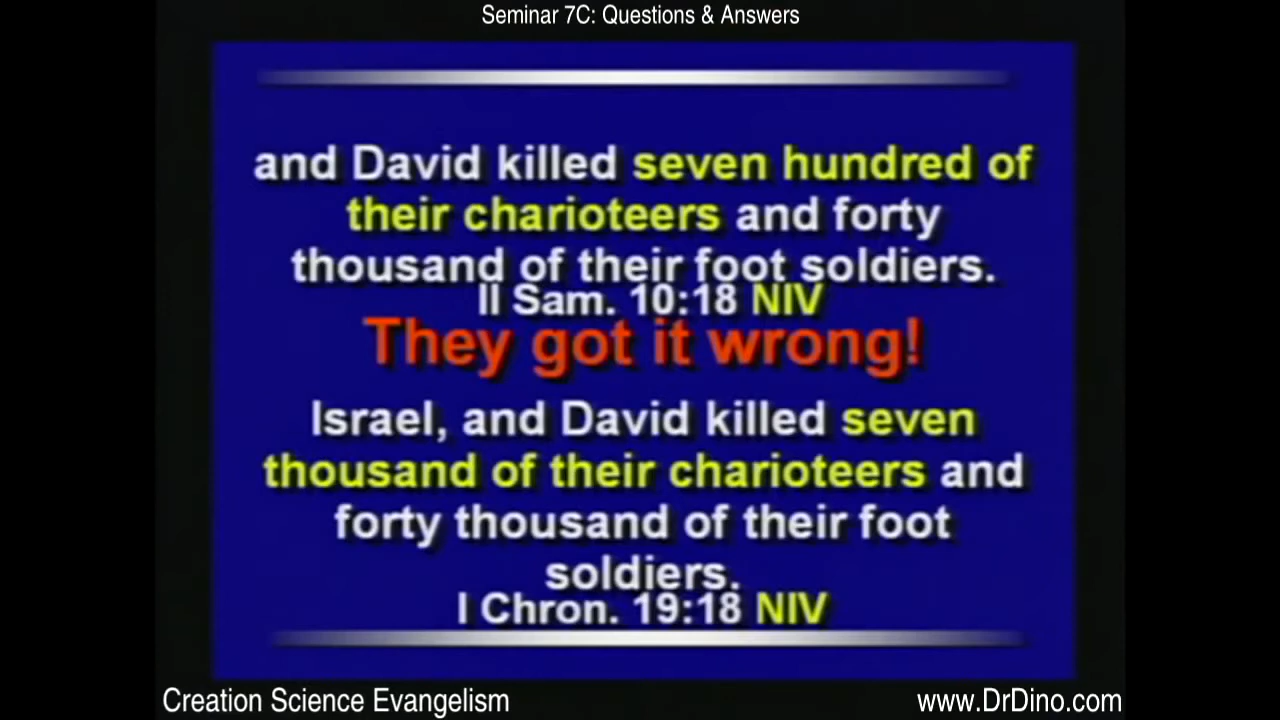 Seminar 7C: Questions & Answers
and David killed seven hundred of
their charioteers and forty
thousand of their foot soldiers.
II Sam. 10:18 NIV
They got it wrong!
Israel, and David killed seven
thousand of their charioteers and
forty thousand of their foot
soldiers.
I Chron. 19:18 NIV
Creation Science Evangelism
www.DrDino.com